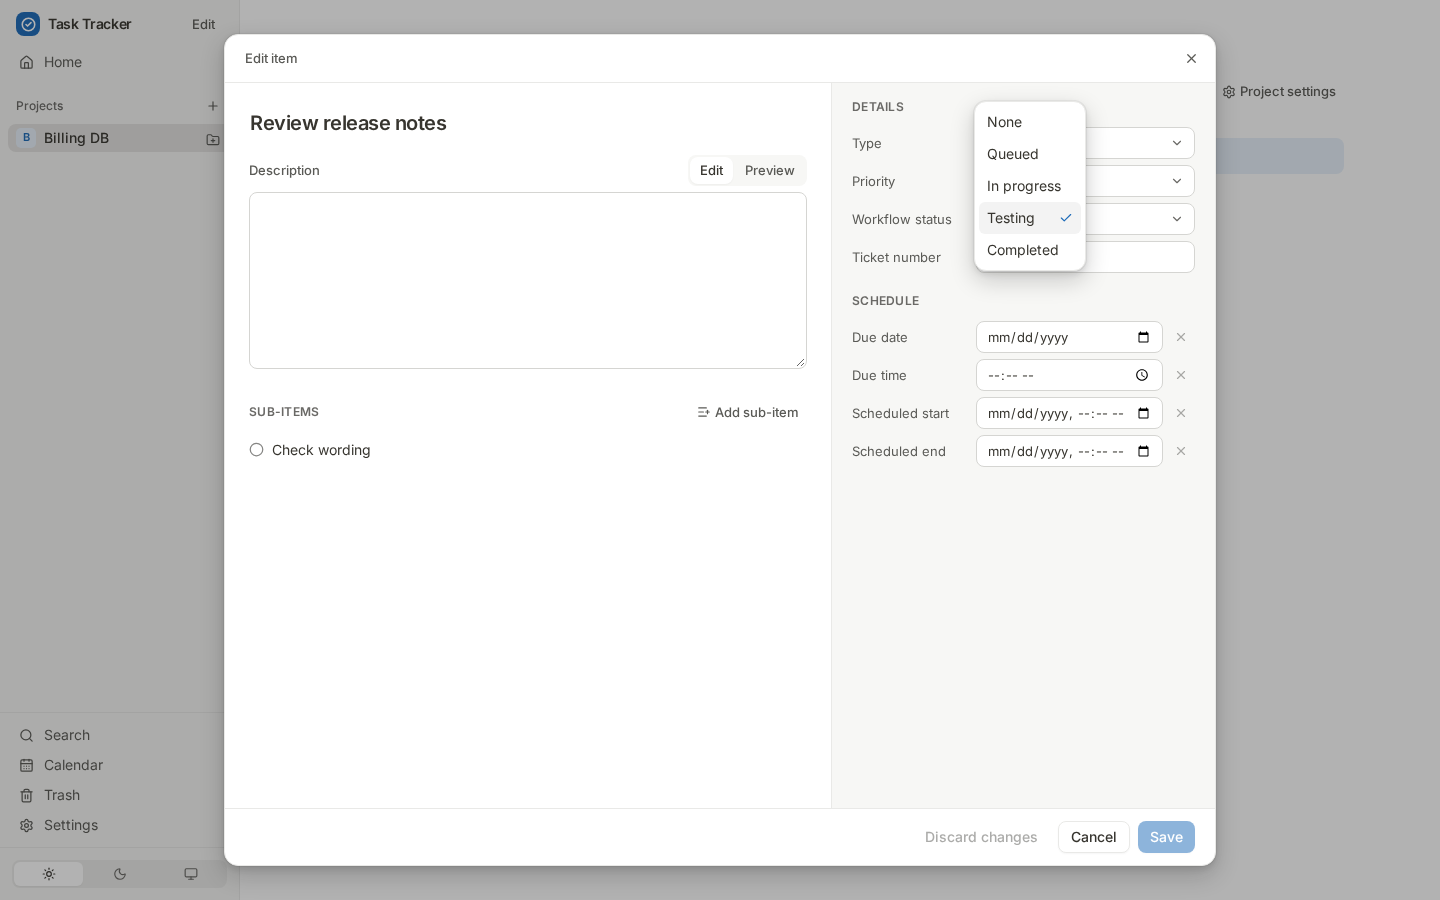 Task Tracker
Edit
Home
Projects
B Billing DB
Search
Calendar
Trash
Settings
Project settings
Edit item
Review release notes
Description
Edit
Preview
SUB-ITEMS
Add sub-item
Check wording
DETAILS
Type
Priority
Workflow status
Ticket number
None
Queued
In progress
Testing
Completed
SCHEDULE
Due date
mm/dd/yyyy
Due time
--:-- --
Scheduled start
mm/dd/yyyy, --:-- --
Scheduled end
mm/dd/yyyy, --:-- --
Discard changes
Cancel
Save